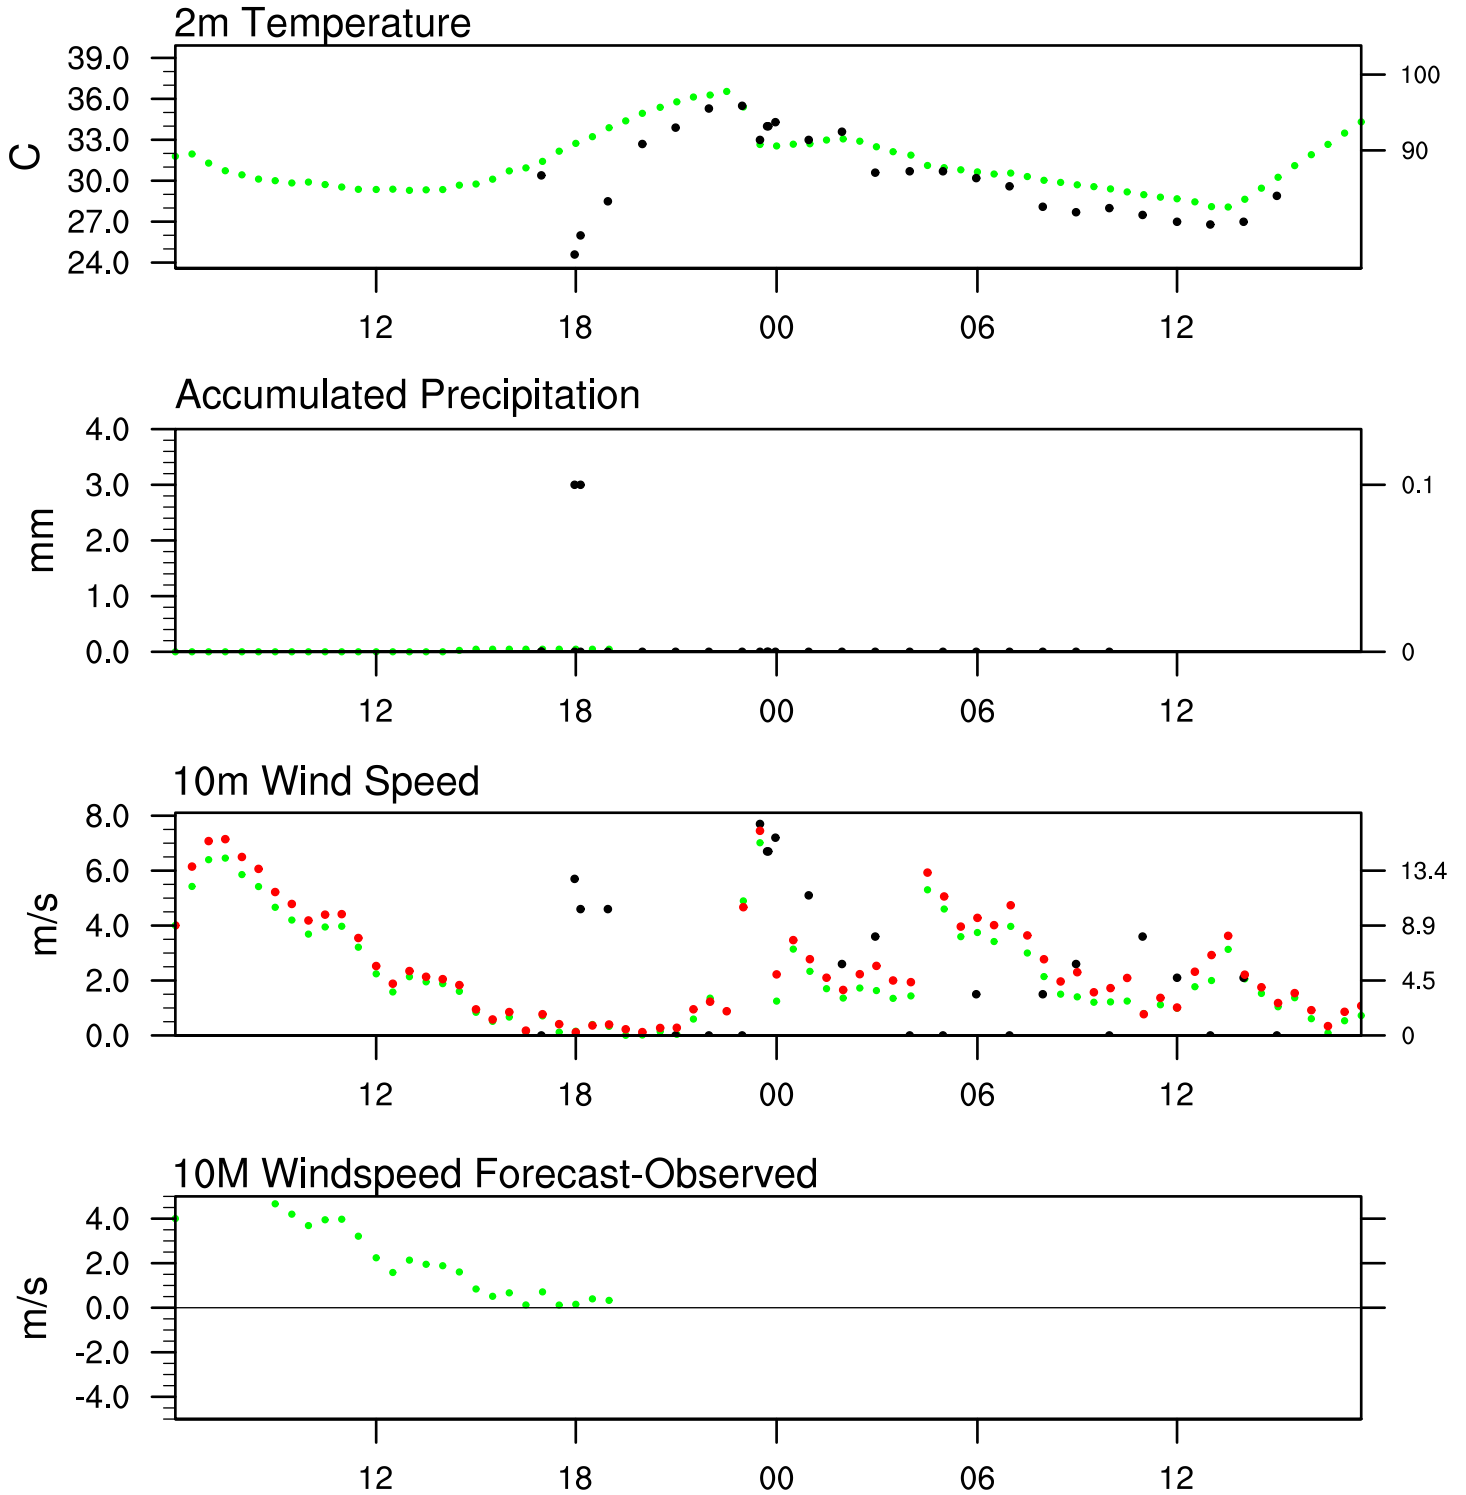 2m Temperature
39.0
36.0
33.0
30.0
27.0
24.0
C
100
90
12 18 00 06 12
Accumulated Precipitation
4.0
3.0
2.0
1.0
0.0
mm
0.1
0
12 18 00 06 12
10m Wind Speed
8.0
6.0
4.0
2.0
0.0
m/s
13.4
8.9
4.5
0
12 18 00 06 12
10M Windspeed Forecast-Observed
4.0
2.0
0.0
-2.0
-4.0
m/s
12 18 00 06 12